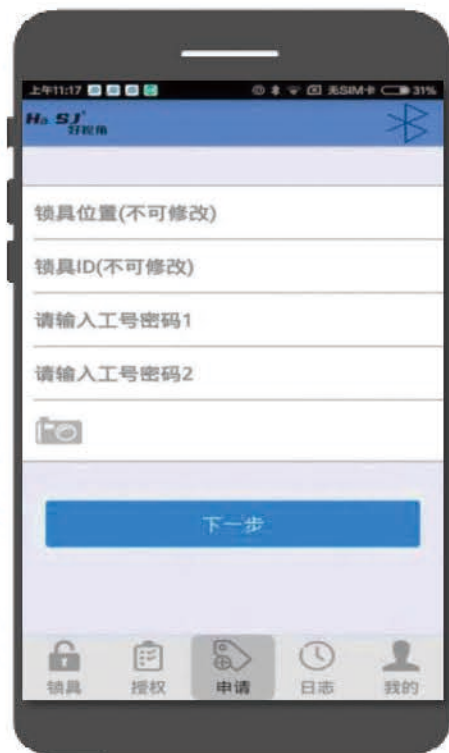 上午11:17 无SIM卡 31%
Ha SJ
好视角
锁具位置(不可修改)
锁具ID(不可修改)
请输入工号密码1
请输入工号密码2
下一步
锁具 授权 申请 日志 我的